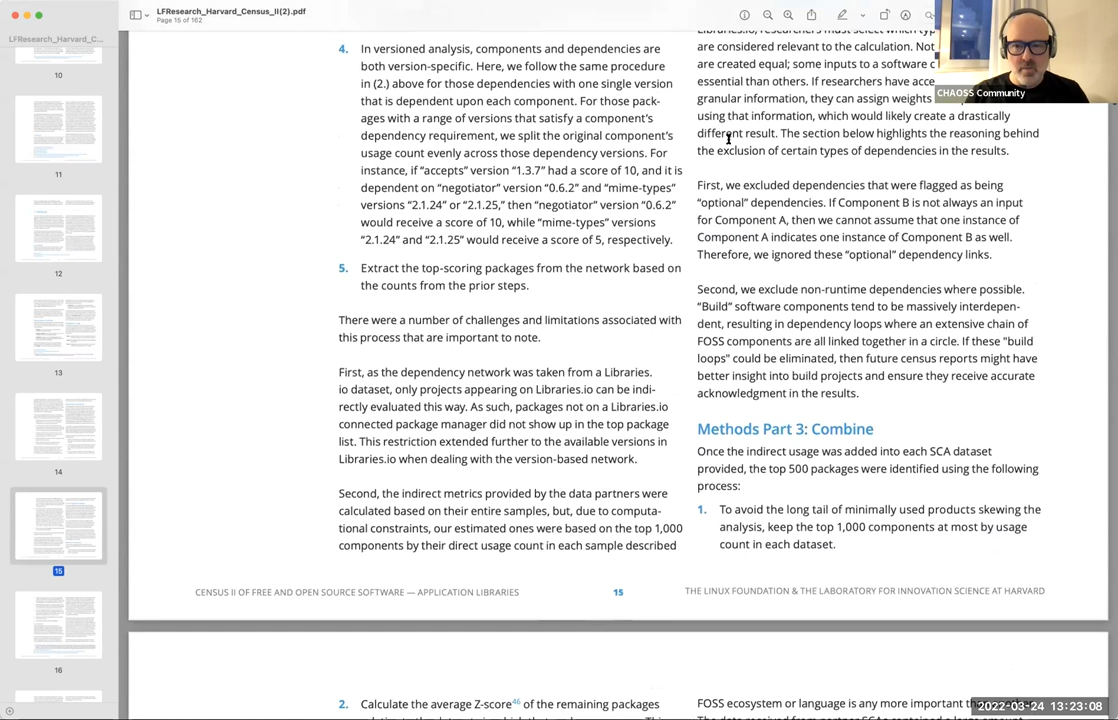 LFResearch_Harvard_Census_II(2).pdf
Page 15 of 162
LFResearch_Harvard_C...
10
11
12
13
14
15
16
4. In versioned analysis, components and dependencies are
both version-specific. Here, we follow the same procedure
in (2.) above for those dependencies with one single version
that is dependent upon each component. For those pack-
ages with a range of versions that satisfy a component's
dependency requirement, we split the original component's
usage count evenly across those dependency versions. For
instance, if “accepts” version “1.3.7” had a score of 10, and it is
dependent on “negotiator” version “0.6.2” and “mime-types”
versions “2.1.24” or “2.1.25,” then “negotiator” version “0.6.2”
would receive a score of 10, while “mime-types” versions
“2.1.24” and “2.1.25” would receive a score of 5, respectively.
5. Extract the top-scoring packages from the network based on
the counts from the prior steps.
There were a number of challenges and limitations associated with
this process that are important to note.
First, as the dependency network was taken from a Libraries.
io dataset, only projects appearing on Libraries.io can be indi-
rectly evaluated this way. As such, packages not on a Libraries.io
connected package manager did not show up in the top package
list. This restriction extended further to the available versions in
Libraries.io when dealing with the version-based network.
Second, the indirect metrics provided by the data partners were
calculated based on their entire samples, but, due to computa-
tional constraints, our estimated ones were based on the top 1,000
components by their direct usage count in each sample described
Libraries.io, researchers must select which typ
are considered relevant to the calculation. Not
are created equal; some inputs to a software c
essential than others. If researchers have acce
granular information, they can assign weights
using that information, which would likely create a drastically
different result. The section below highlights the reasoning behind
the exclusion of certain types of dependencies in the results.
First, we excluded dependencies that were flagged as being
“optional” dependencies. If Component B is not always an input
for Component A, then we cannot assume that one instance of
Component A indicates one instance of Component B as well.
Therefore, we ignored these “optional” dependency links.
Second, we exclude non-runtime dependencies where possible.
“Build” software components tend to be massively interdepen-
dent, resulting in dependency loops where an extensive chain of
FOSS components are all linked together in a circle. If these "build
loops" could be eliminated, then future census reports might have
better insight into build projects and ensure they receive accurate
acknowledgment in the results.
Methods Part 3: Combine
Once the indirect usage was added into each SCA dataset
provided, the top 500 packages were identified using the following
process:
1. To avoid the long tail of minimally used products skewing the
analysis, keep the top 1,000 components at most by usage
count in each dataset.
CENSUS II OF FREE AND OPEN SOURCE SOFTWARE — APPLICATION LIBRARIES
15
THE LINUX FOUNDATION & THE LABORATORY FOR INNOVATION SCIENCE AT HARVARD
2. Calculate the average Z-score46 of the remaining packages
FOSS ecosystem or language is any more important
CHAOSS Community
2022-03-24 13:23:08